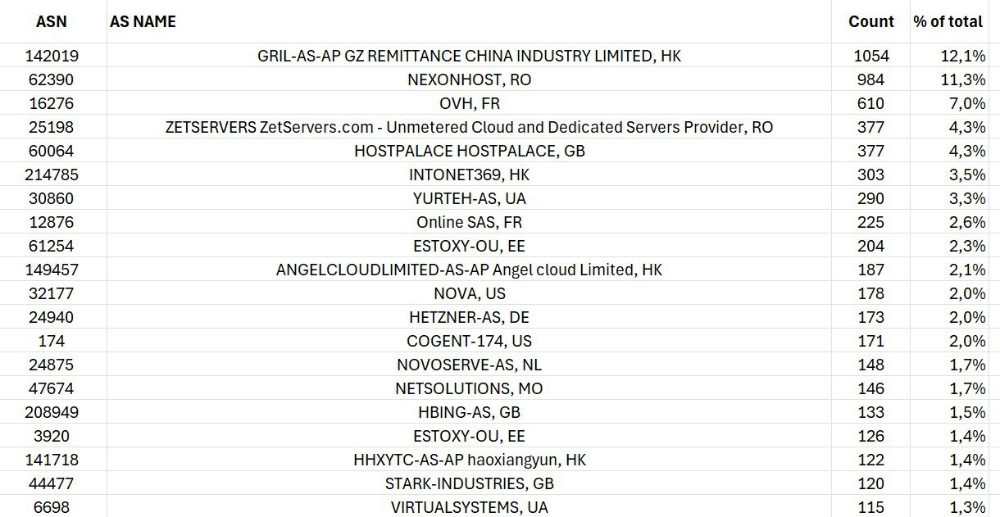 ASN AS NAME Count % of total
142019 GRIL-AS-AP GZ REMITTANCE CHINA INDUSTRY LIMITED, HK 1054 12,1%
62390 NEXONHOST, RO 984 11,3%
16276 OVH, FR 610 7,0%
25198 ZETSERVERS ZetServers.com - Unmetered Cloud and Dedicated Servers Provider, RO 377 4,3%
60064 HOSTPALACE HOSTPALACE, GB 377 4,3%
214785 INTONET369, HK 303 3,5%
30860 YURTEH-AS, UA 290 3,3%
12876 Online SAS, FR 225 2,6%
61254 ESTOXY-OU, EE 204 2,3%
149457 ANGELCLOUDLIMITED-AS-AP Angel cloud Limited, HK 187 2,1%
32177 NOVA, US 178 2,0%
24940 HETZNER-AS, DE 173 2,0%
174 COGENT-174, US 171 2,0%
24875 NOVOSERVE-AS, NL 148 1,7%
47674 NETSOLUTIONS, MO 146 1,7%
208949 HBING-AS, GB 133 1,5%
3920 ESTOXY-OU, EE 126 1,4%
141718 HHXYTC-AS-AP haoxiangyun, HK 122 1,4%
44477 STARK-INDUSTRIES, GB 120 1,4%
6698 VIRTUALSYSTEMS, UA 115 1,3%